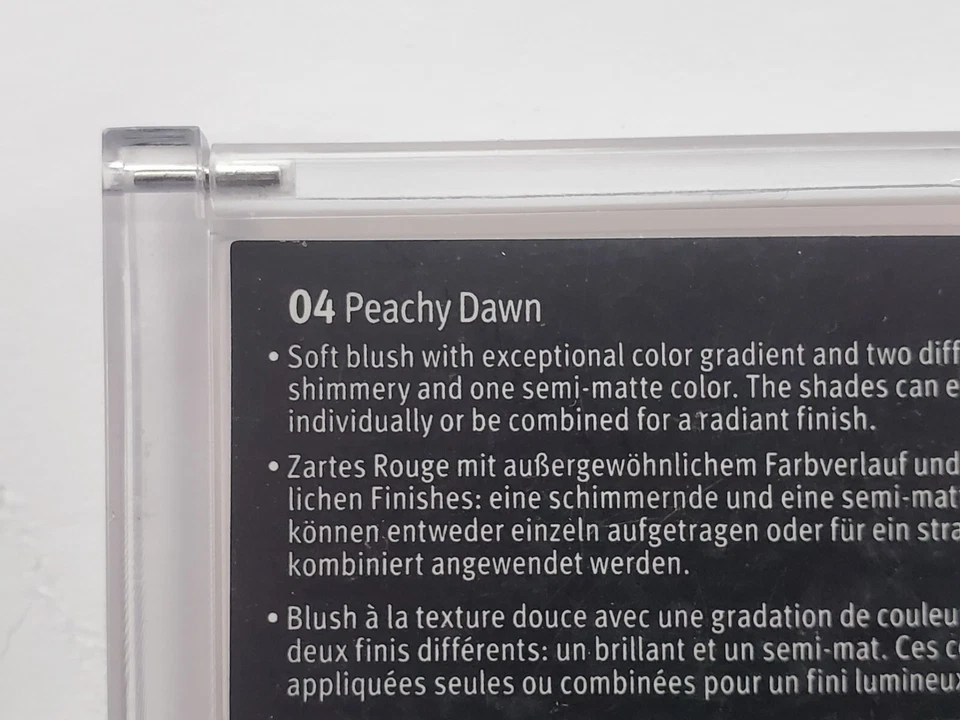 04 Peachy Dawn
• Soft blush with exceptional color gradient and two diff
shimmery and one semi-matte color. The shades can e
individually or be combined for a radiant finish.
• Zartes Rouge mit außergewöhnlichem Farbverlauf und
lichen Finishes: eine schimmernde und eine semi-mat
können entweder einzeln aufgetragen oder für ein stra
kombiniert angewendet werden.
• Blush à la texture douce avec une gradation de couleu
deux finis différents: un brillant et un semi-mat. Ces c
appliquées seules ou combinées pour un fini lumineux